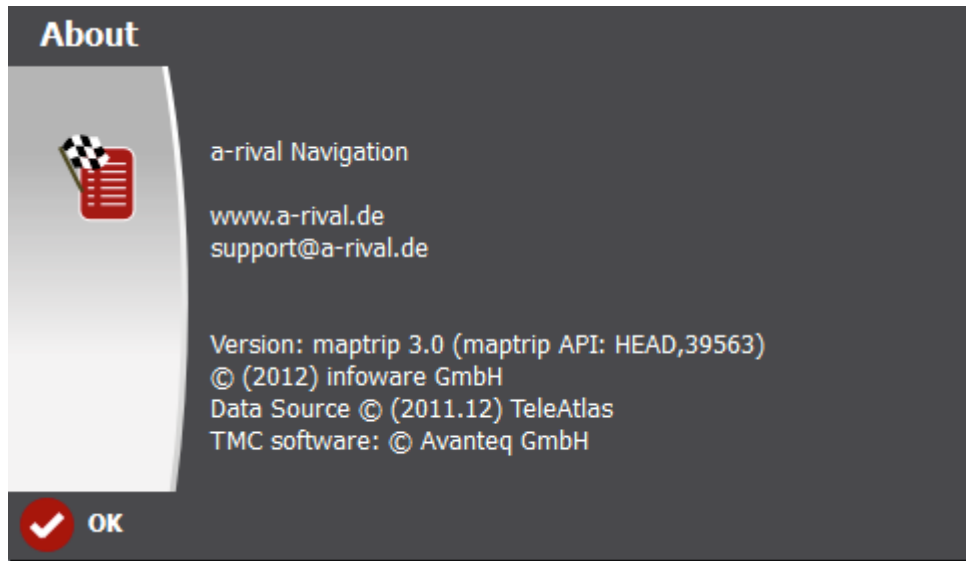 About
a-rival Navigation
www.a-rival.de
support@a-rival.de
Version: maptrip 3.0 (maptrip API: HEAD,39563)
© (2012) infoware GmbH
Data Source © (2011.12) TeleAtlas
TMC software: © Avanteq GmbH
OK